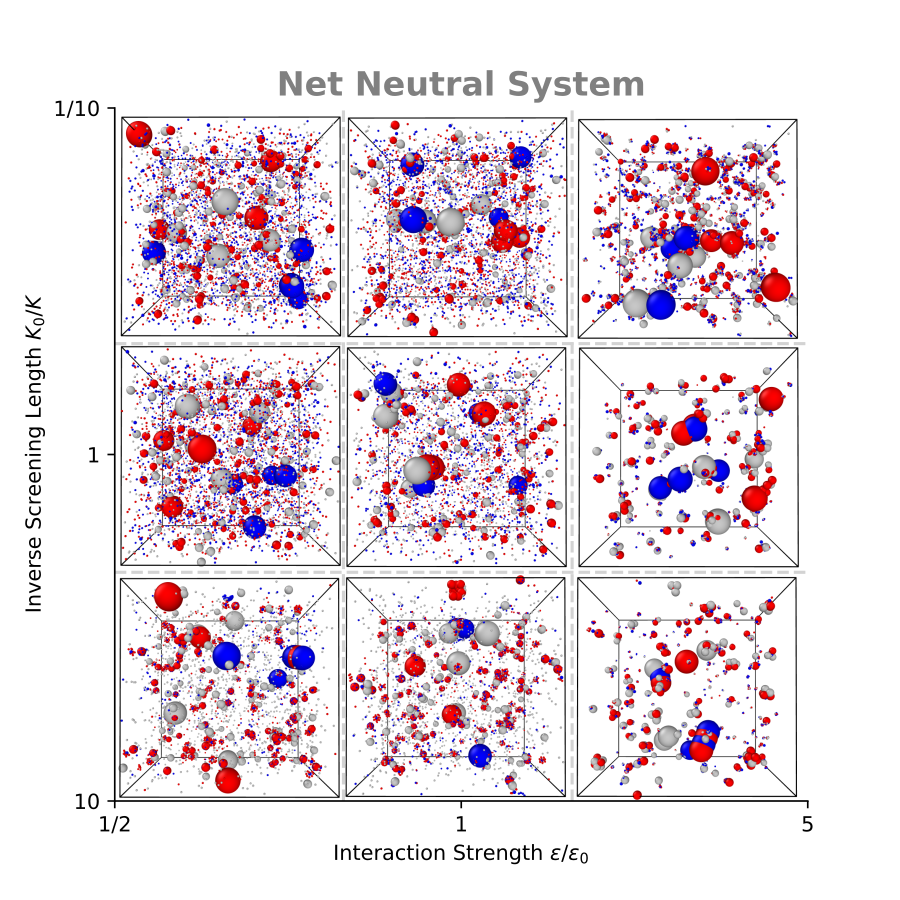 Net Neutral System
1/10
1
10
Inverse Screening Length K₀/K
1/2
1
5
Interaction Strength ε/ε₀